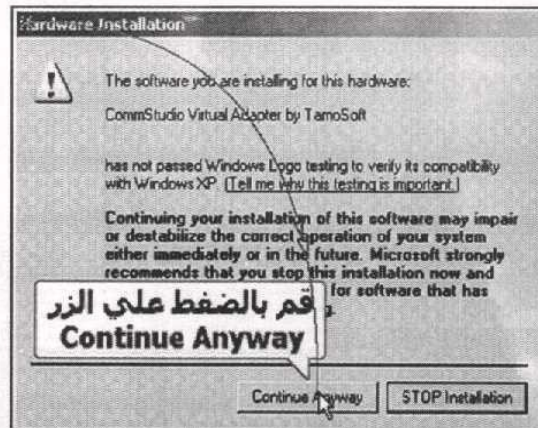 Hardware Installation
The software you are installing for this hardware:
CommStudio Virtual Adapter by TamoSoft
has not passed Windows Logo testing to verify its compatibility
with Windows XP. (Tell me why this testing is important.)
Continuing your installation of this software may impair
or destabilize the correct operation of your system
either immediately or in the future. Microsoft strongly
recommends that you stop this installation now and
for software that has
قم بالضغط علي الزر
Continue Anyway
Continue Anyway
STOP Installation